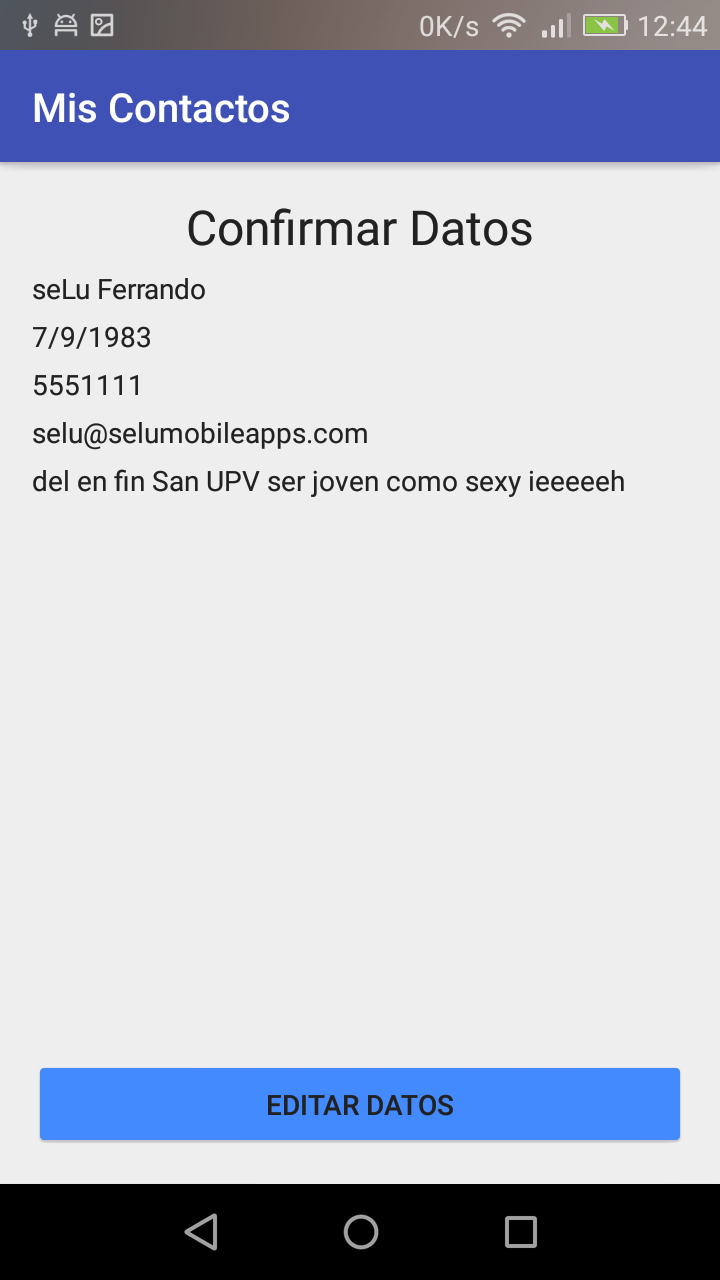 0K/s 12:44
Mis Contactos
Confirmar Datos
seLu Ferrando
7/9/1983
5551111
selu@selumobileapps.com
del en fin San UPV ser joven como sexy ieeeeeh
EDITAR DATOS